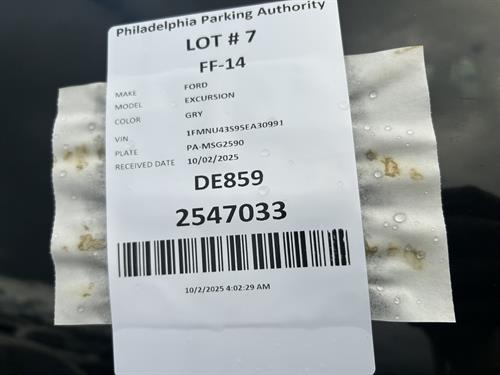 Philadelphia Parking Authority
LOT # 7
FF-14
MAKE FORD
MODEL EXCURSION
COLOR GRY
VIN 1FMNU43S95EA30991
PLATE PA-MSG2590
RECEIVED DATE 10/02/2025
DE859
2547033
10/2/2025 4:02:29 AM